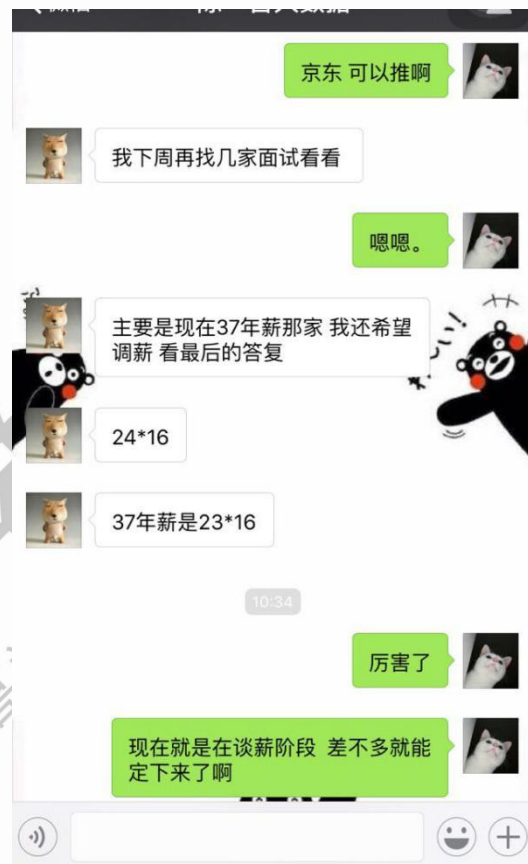 京东 可以推啊
我下周再找几家面试看看
嗯嗯。
主要是现在37年薪那家 我还希望
调薪 看最后的答复
24*16
37年薪是23*16
10:34
厉害了
现在就是在谈薪阶段 差不多就能
定下来了啊